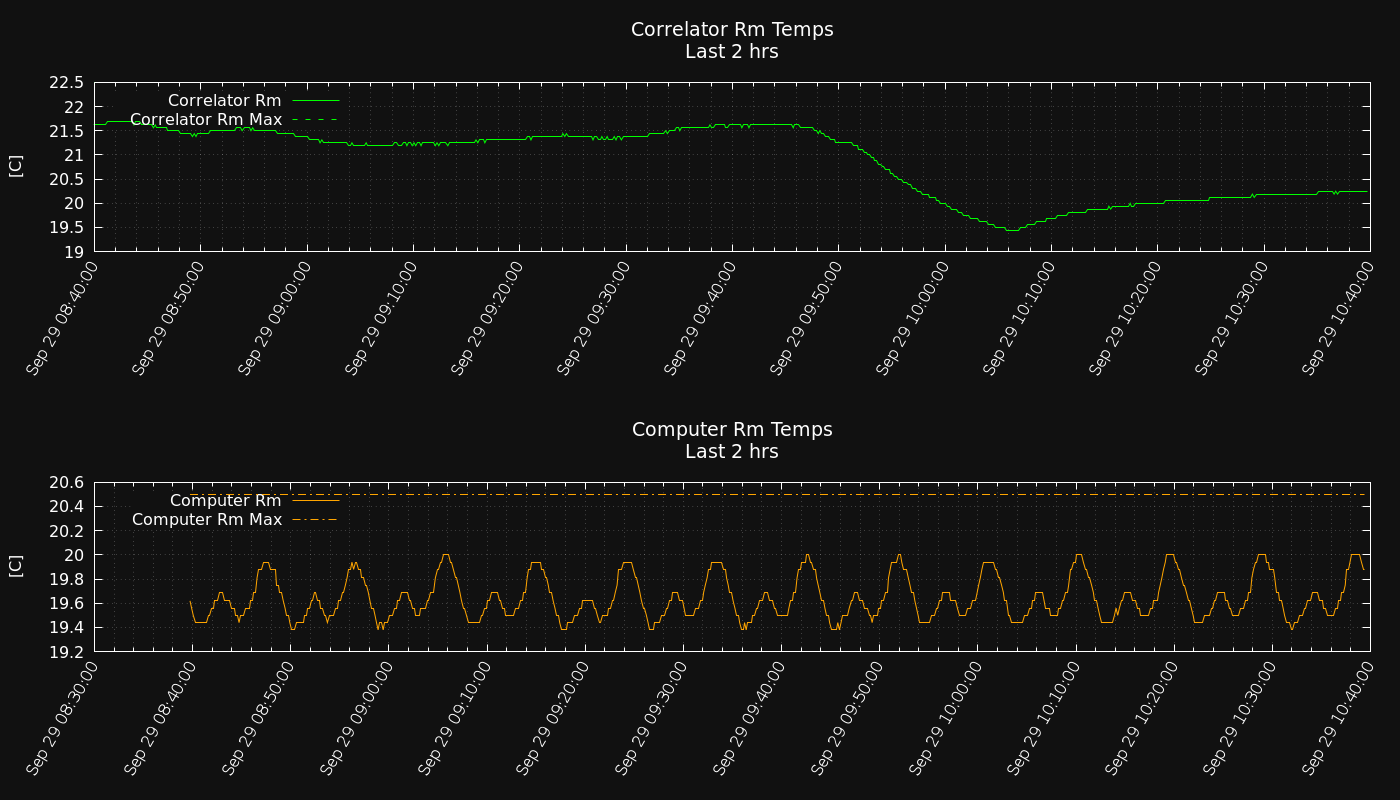 Correlator Rm Temps
Last 2 hrs
22.5
22
21.5
21
20.5
20
19.5
19
[C]
Correlator Rm
Correlator Rm Max
Sep 29 08:40:00
Sep 29 08:50:00
Sep 29 09:00:00
Sep 29 09:10:00
Sep 29 09:20:00
Sep 29 09:30:00
Sep 29 09:40:00
Sep 29 09:50:00
Sep 29 10:00:00
Sep 29 10:10:00
Sep 29 10:20:00
Sep 29 10:30:00
Sep 29 10:40:00
Computer Rm Temps
Last 2 hrs
20.6
20.4
20.2
20
19.8
19.6
19.4
19.2
[C]
Computer Rm
Computer Rm Max
Sep 29 08:30:00
Sep 29 08:40:00
Sep 29 08:50:00
Sep 29 09:00:00
Sep 29 09:10:00
Sep 29 09:20:00
Sep 29 09:30:00
Sep 29 09:40:00
Sep 29 09:50:00
Sep 29 10:00:00
Sep 29 10:10:00
Sep 29 10:20:00
Sep 29 10:30:00
Sep 29 10:40:00